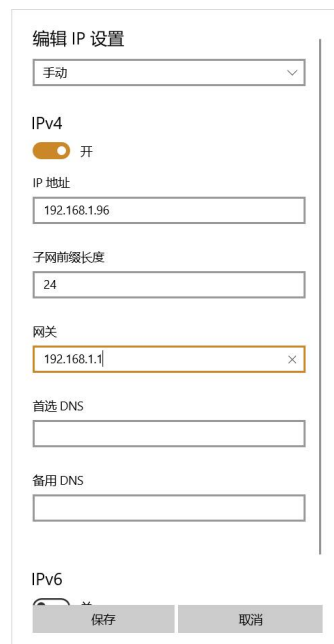 编辑 IP 设置
手动
IPv4
开
IP 地址
192.168.1.96
子网前缀长度
24
网关
192.168.1.1
首选 DNS
备用 DNS
IPv6
保存
取消